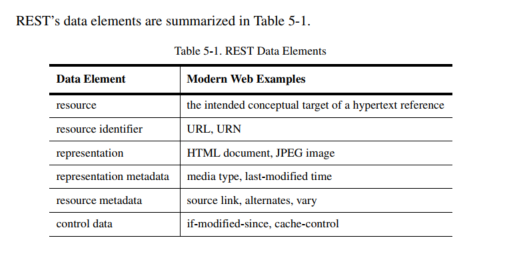 REST's data elements are summarized in Table 5-1.
Table 5-1. REST Data Elements
Data Element Modern Web Examples
resource the intended conceptual target of a hypertext reference
resource identifier URL, URN
representation HTML document, JPEG image
representation metadata media type, last-modified time
resource metadata source link, alternates, vary
control data if-modified-since, cache-control